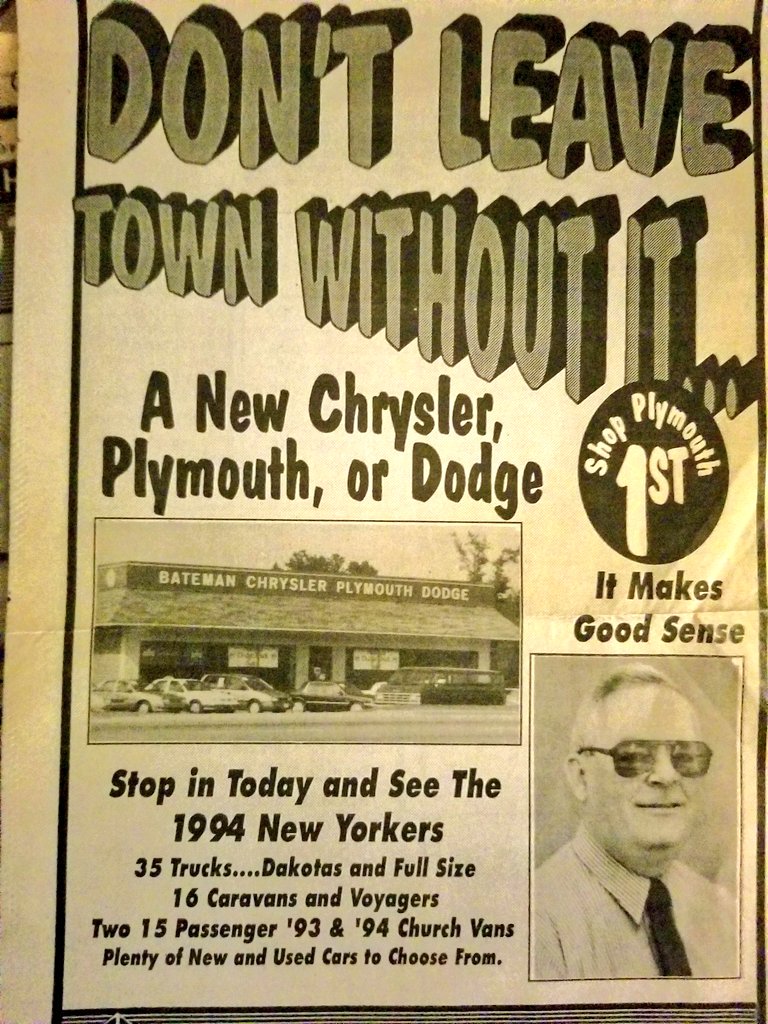 DON'T LEAVE
TOWN WITHOUT IT...
A New Chrysler,
Plymouth, or Dodge
Shop Plymouth
1ST
It Makes
Good Sense
BATEMAN CHRYSLER PLYMOUTH DODGE
Stop in Today and See The
1994 New Yorkers
35 Trucks....Dakotas and Full Size
16 Caravans and Voyagers
Two 15 Passenger '93 & '94 Church Vans
Plenty of New and Used Cars to Choose From.